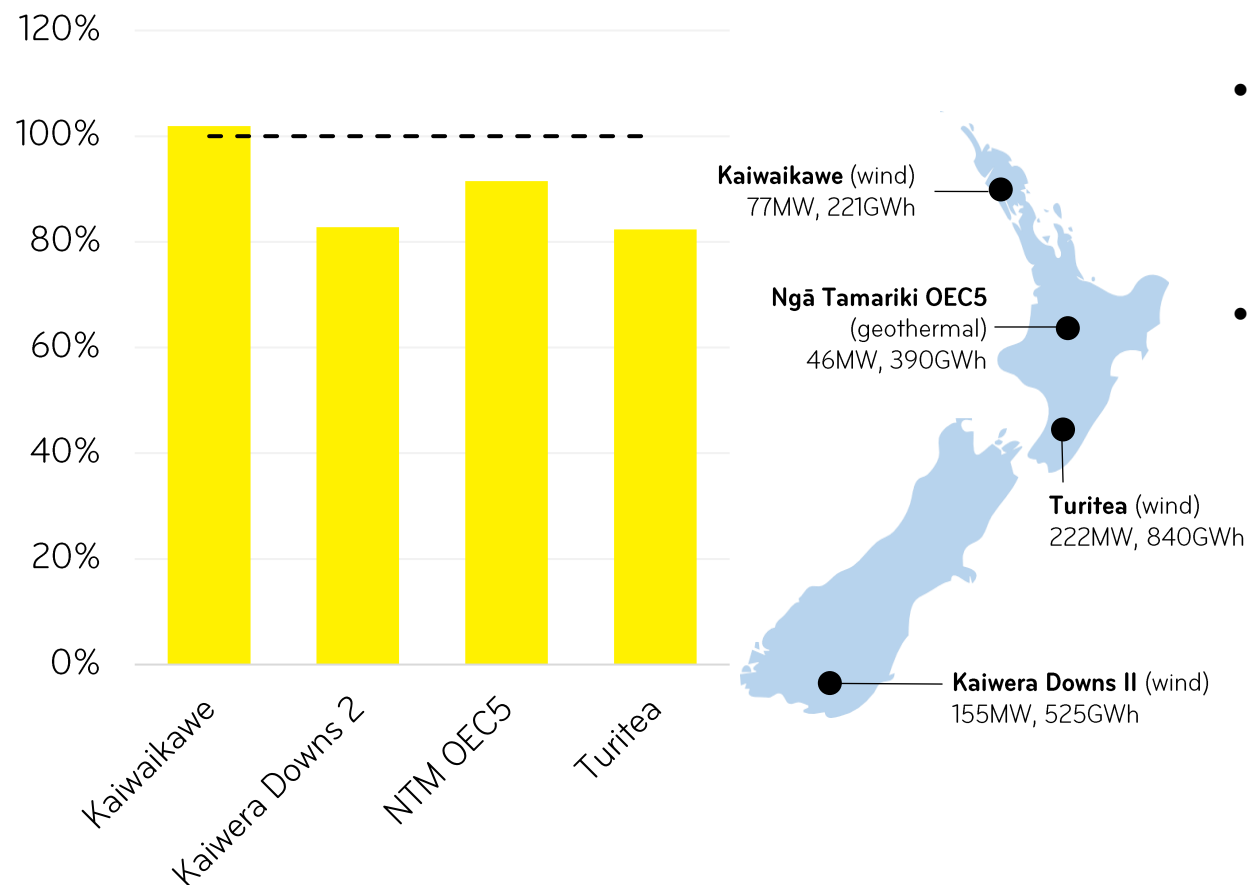 120%
100%
80%
60%
40%
20%
0%
Kaiwaikawe
Kaiwera Downs 2
NTM OEC5
Turitea
Kaiwaikawe (wind)
77MW, 221GWh
Ngā Tamariki OEC5
(geothermal)
46MW, 390GWh
Turitea (wind)
222MW, 840GWh
Kaiwera Downs II (wind)
155MW, 525GWh
•
•